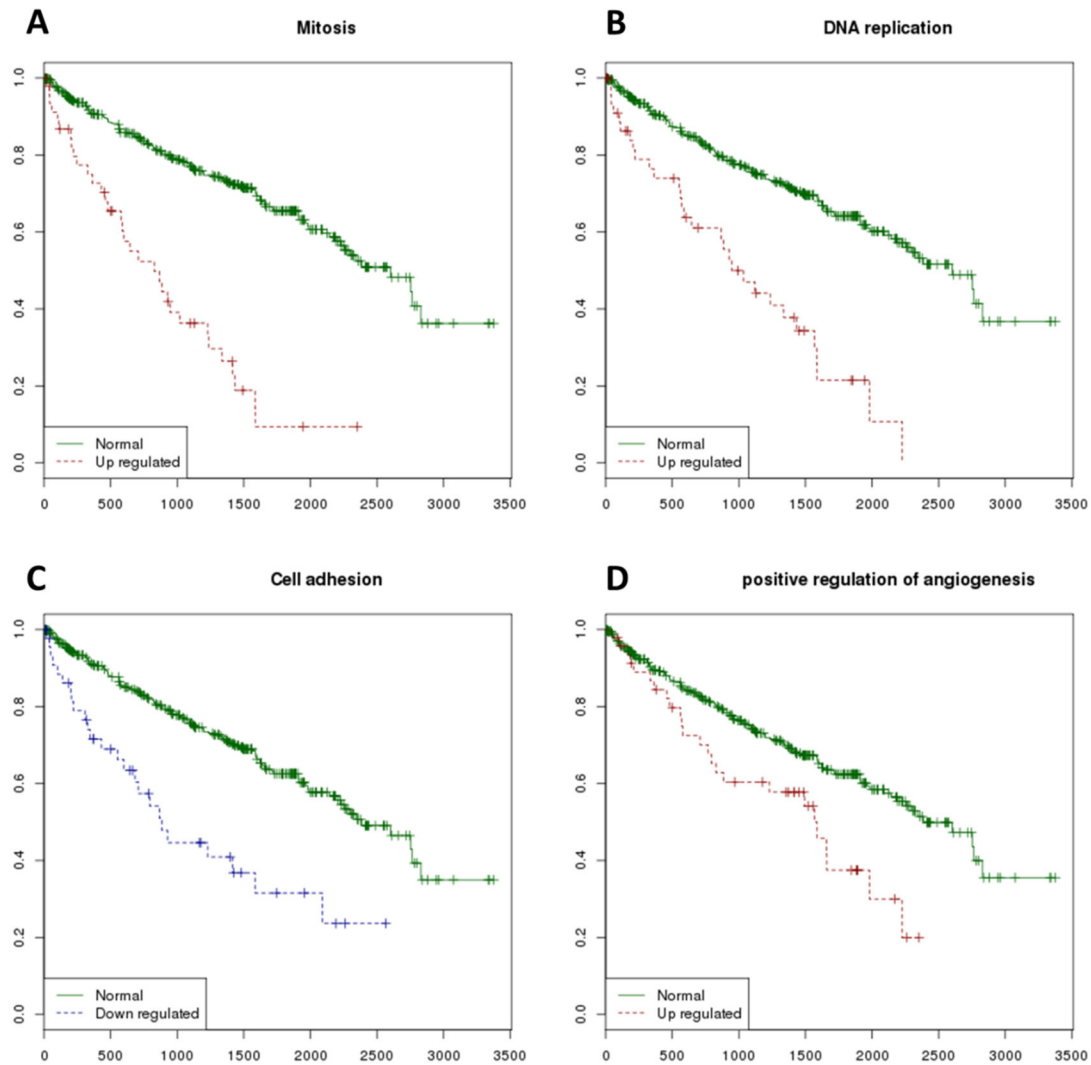 A
Mitosis
1.0
0.8
0.6
0.4
0.2
0.0
Normal
Up regulated
0 500 1000 1500 2000 2500 3000 3500
B
DNA replication
1.0
0.8
0.6
0.4
0.2
0.0
Normal
Up regulated
0 500 1000 1500 2000 2500 3000 3500
C
Cell adhesion
1.0
0.8
0.6
0.4
0.2
0.0
Normal
Down regulated
0 500 1000 1500 2000 2500 3000 3500
D
positive regulation of angiogenesis
1.0
0.8
0.6
0.4
0.2
0.0
Normal
Up regulated
0 500 1000 1500 2000 2500 3000 3500